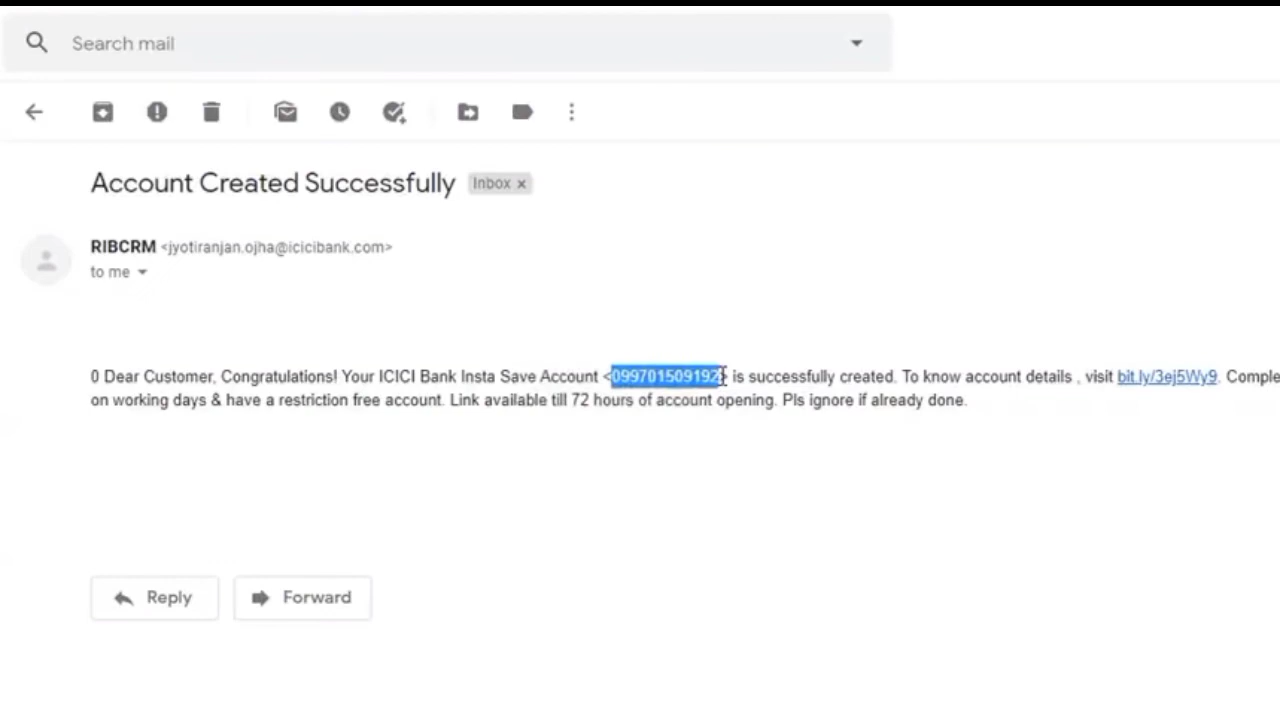 Search mail
Account Created Successfully Inbox x
RIBCRM <jyotiranjan.ojha@icicibank.com>
to me
0 Dear Customer, Congratulations! Your ICICI Bank Insta Save Account <099701509192> is successfully created. To know account details , visit bit.ly/3ej5Wy9. Comple
on working days & have a restriction free account. Link available till 72 hours of account opening. Pls ignore if already done.
Reply Forward